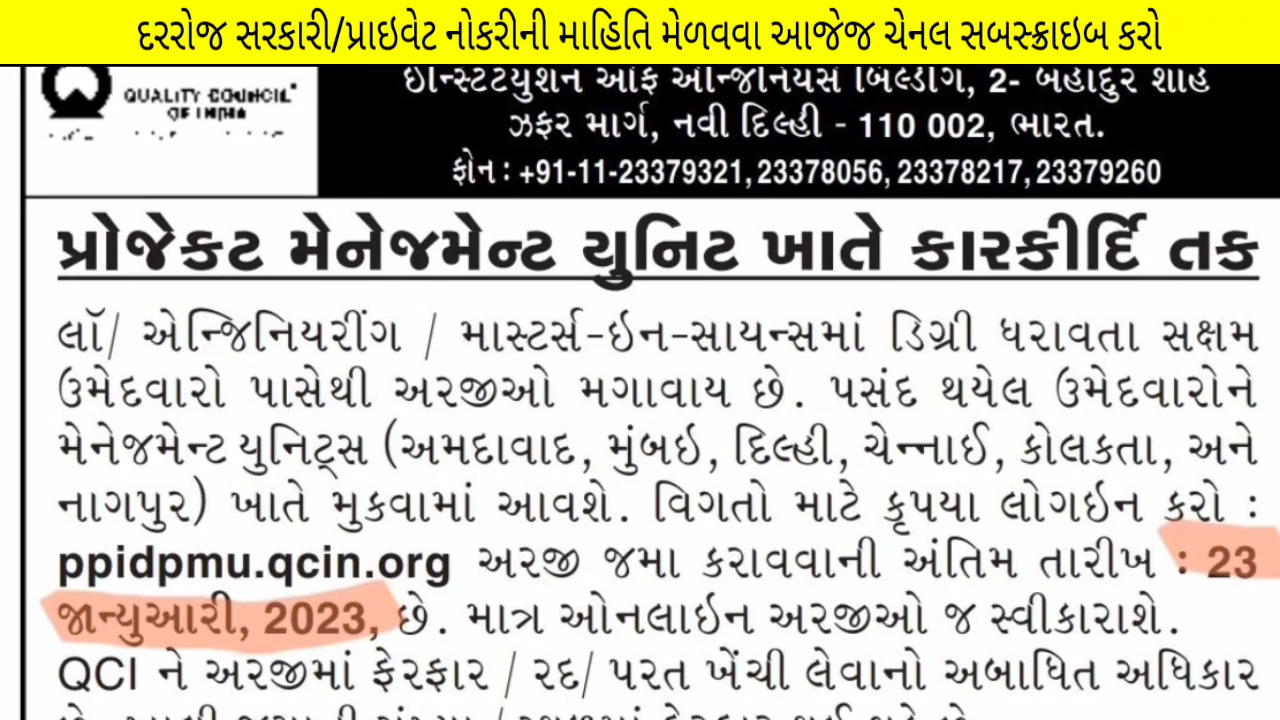 દરરોજ સરકારી/પ્રાઇવેટ નોકરીની માહિતિ મેળવવા આજેજ ચેનલ સબસ્ક્રાઇબ કરો
QUALITY COUNCIL
OF INDIA
ઇન્સ્ટિટ્યુશન ઓફ એન્જિનિયર્સ બિલ્ડીંગ, 2- બહાદુર શાહ
ઝફર માર્ગ, નવી દિલ્હી - 110 002, ભારત.
ફોન : +91-11-23379321, 23378056, 23378217, 23379260
પ્રોજેકટ મેનેજમેન્ટ યુનિટ ખાતે કારકીર્દિ તક
લૉ/ એન્જિનિયરીંગ / માસ્ટર્સ-ઇન-સાયન્સમાં ડિગ્રી ધરાવતા સક્ષમ
ઉમેદવારો પાસેથી અરજીઓ મગાવાય છે. પસંદ થયેલ ઉમેદવારોને
મેનેજમેન્ટ યુનિટ્સ (અમદાવાદ, મુંબઇ, દિલ્હી, ચેન્નાઈ, કોલકતા, અને
નાગપુર) ખાતે મુકવામાં આવશે. વિગતો માટે કૃપયા લોગઇન કરો :
ppidpmu.qcin.org અરજી જમા કરાવવાની અંતિમ તારીખ : 23
જાન્યુઆરી, 2023, છે. માત્ર ઓનલાઇન અરજીઓ જ સ્વીકારાશે.
QCI ને અરજીમાં ફેરફાર / રદ/ પરત ખેંચી લેવાનો અબાધિત અધિકાર